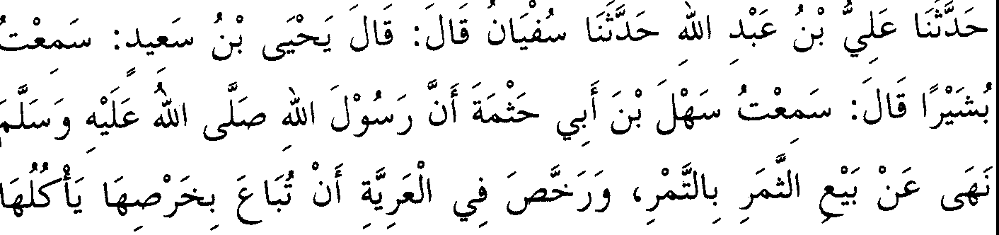 حَدَّثَنَا عَلِيُّ بْنُ عَبْدِ اللهِ حَدَّثَنَا سُفْيَانُ قَالَ: قَالَ يَحْيَى بْنُ سَعِيدٍ: سَمِعْتُ
بُشَيْرًا قَالَ: سَمِعْتُ سَهْلَ بْنَ أَبِي حَثْمَةَ أَنَّ رَسُوْلَ اللهِ صَلَّى اللهُ عَلَيْهِ وَسَلَّمَ
نَهَى عَنْ بَيْعِ الثَّمَرِ بِالتَّمْرِ، وَرَخَّصَ فِي الْعَرِيَّةِ أَنْ تُبَاعَ بِخَرْصِهَا يَأْكُلُهَا